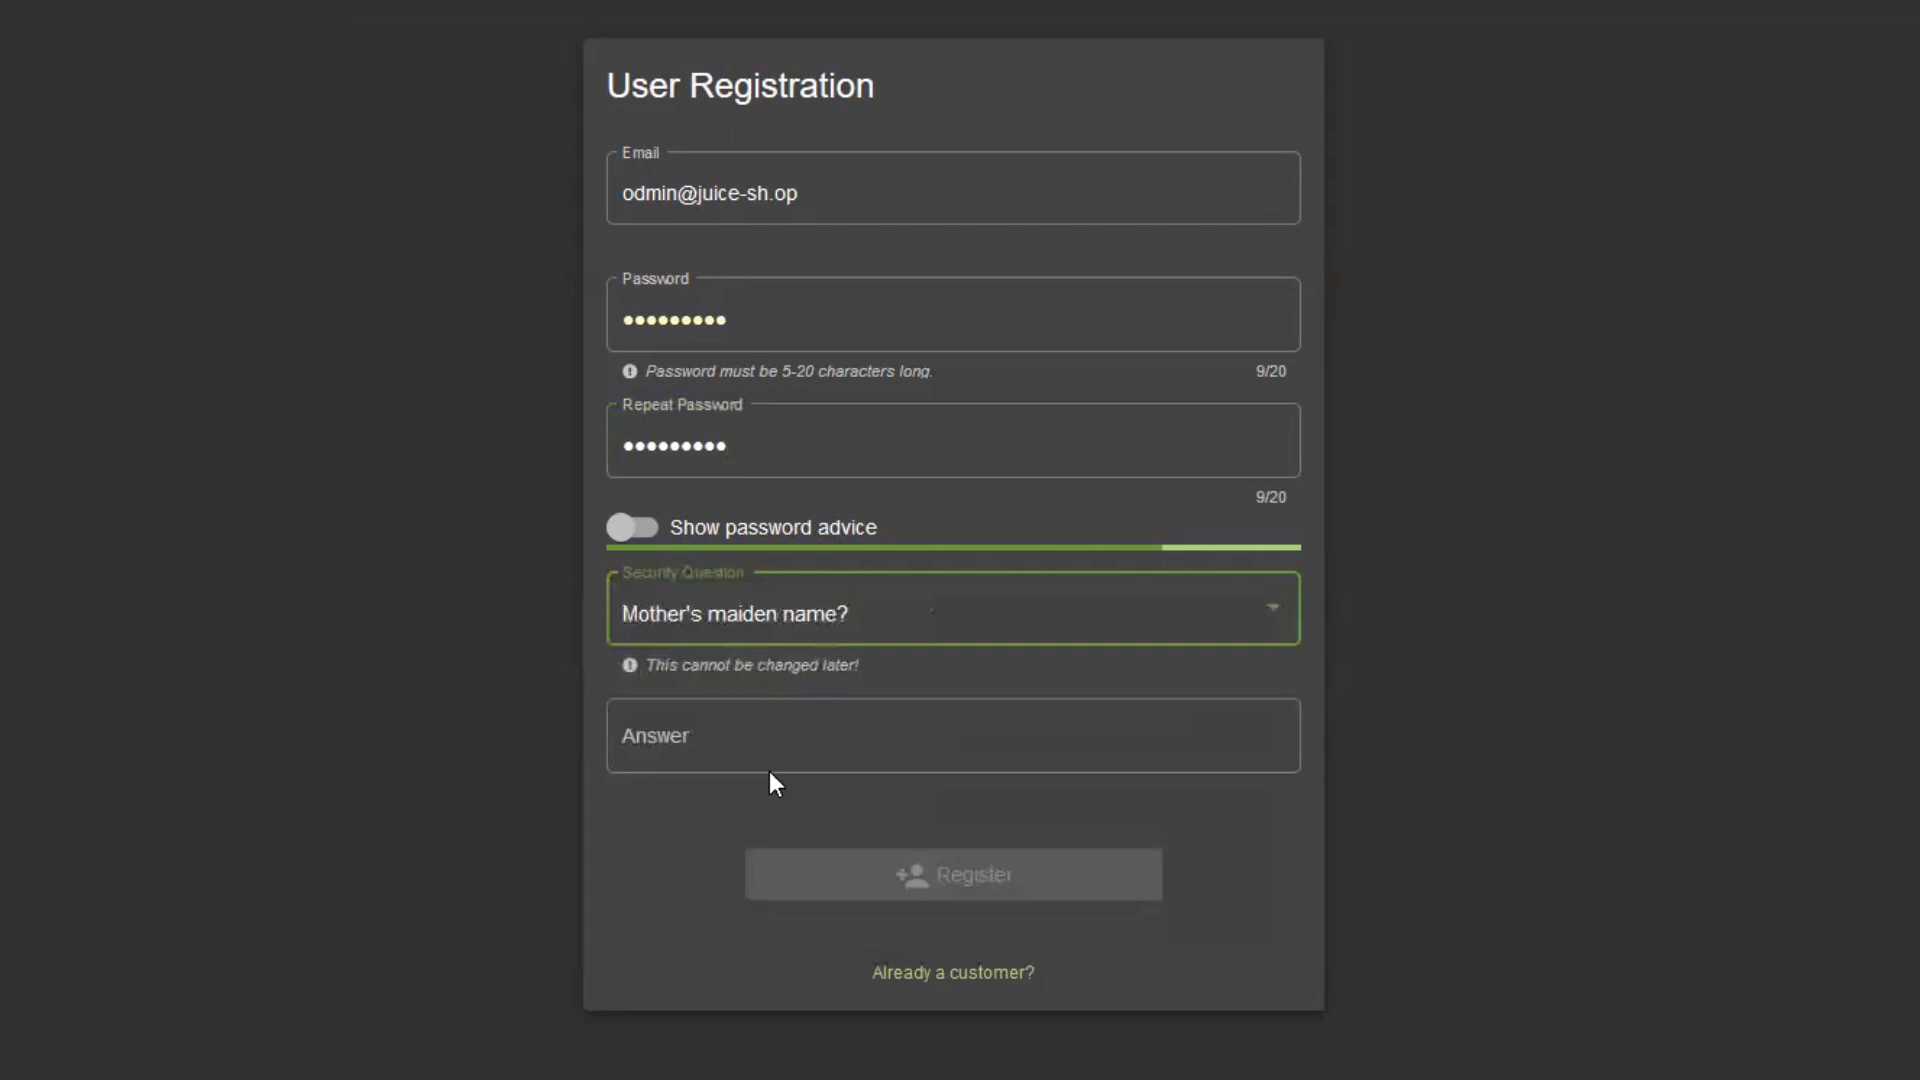 User Registration
Email
odmin@juice-sh.op
Password
•••••••••
Password must be 5-20 characters long.
9/20
Repeat Password
•••••••••
9/20
Show password advice
Security Question
Mother's maiden name?
This cannot be changed later!
Answer
Register
Already a customer?